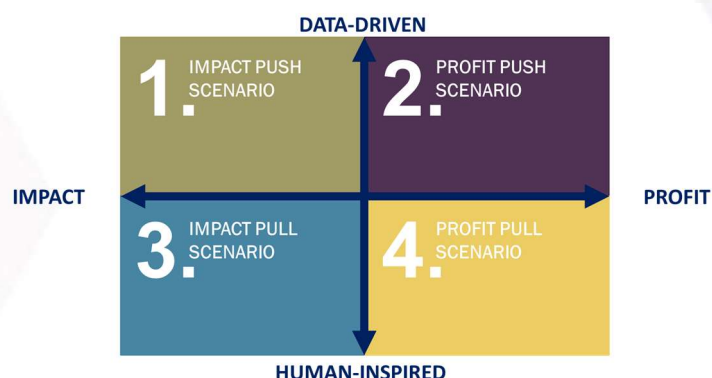 DATA-DRIVEN
1. IMPACT PUSH
SCENARIO
2. PROFIT PUSH
SCENARIO
IMPACT
PROFIT
3. IMPACT PULL
SCENARIO
4. PROFIT PULL
SCENARIO
HUMAN-INSPIRED